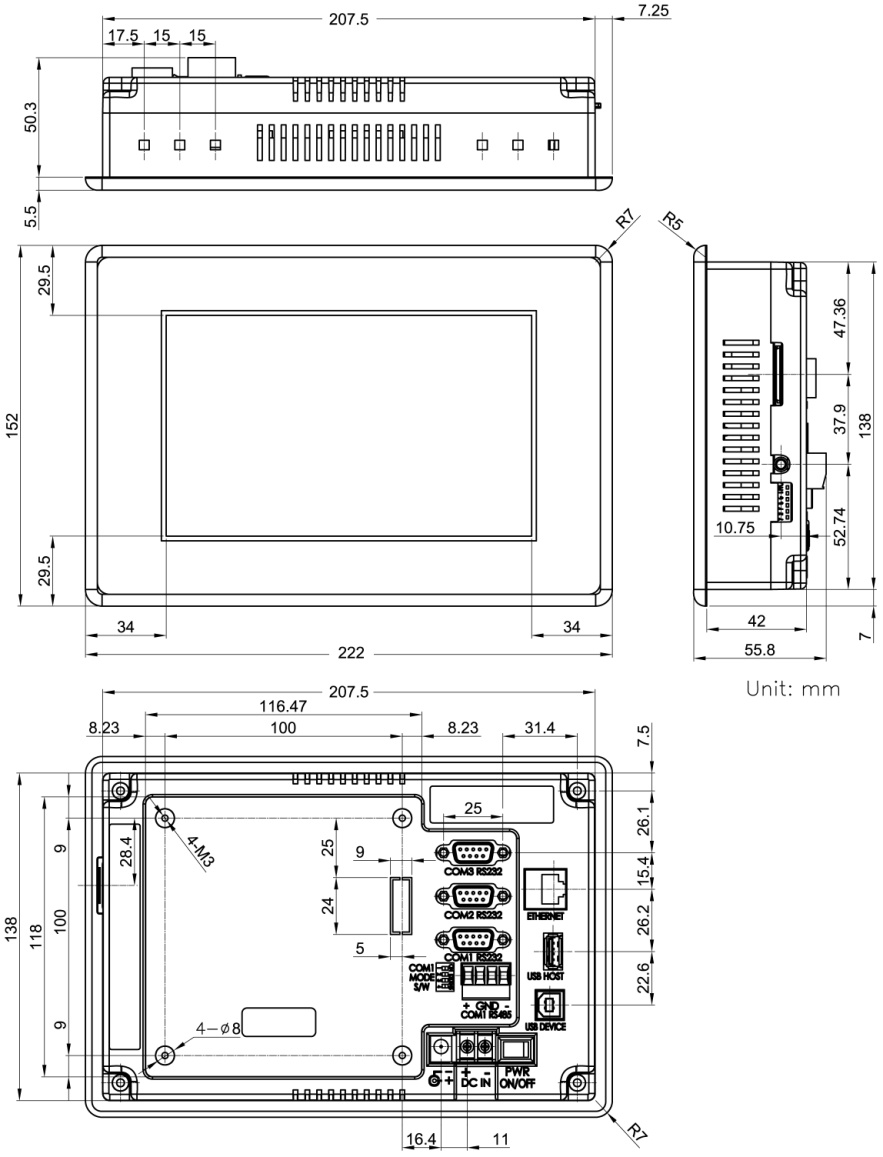 207.5
7.25
17.5
15
15
50.3
5.5
R7
R5
29.5
152
29.5
34
34
222
47.36
37.9
138
52.74
10.75
42
7
55.8
Unit: mm
207.5
116.47
8.23
100
8.23
31.4
7.5
25
26.1
9
28.4
4-M3
25
9
COM3 RS232
15.4
24
COM2 RS232
ETHERNET
26.2
138
118
100
5
COM1 RS232
COM1
MODE
S/W
USB HOST
22.6
+ GND -
COM1 RS485
USB DEVICE
9
4-ø8
- +
+ -
DC IN
PWR
ON/OFF
16.4
11
R7